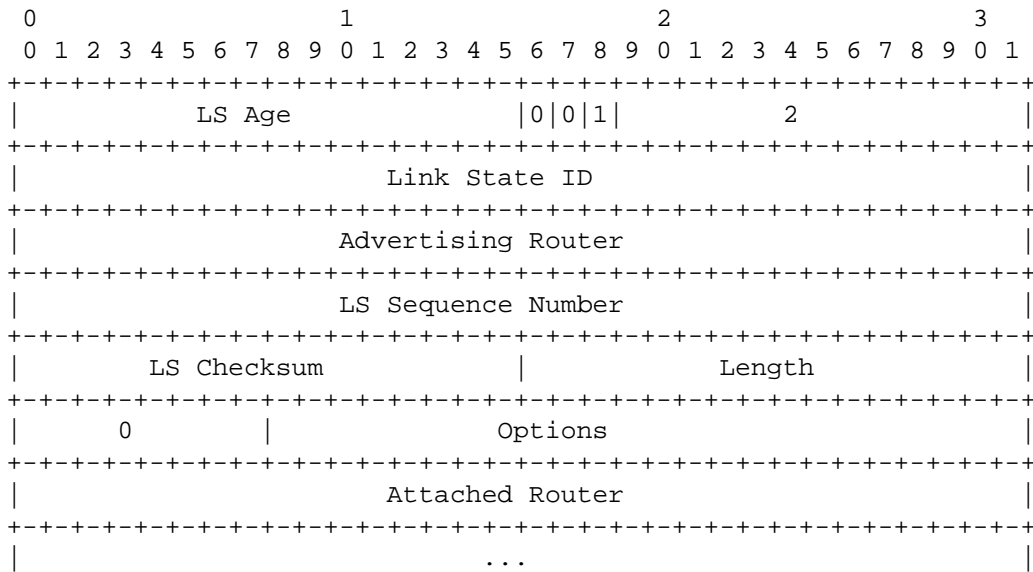 0                   1                   2                   3
 0 1 2 3 4 5 6 7 8 9 0 1 2 3 4 5 6 7 8 9 0 1 2 3 4 5 6 7 8 9 0 1
+-+-+-+-+-+-+-+-+-+-+-+-+-+-+-+-+-+-+-+-+-+-+-+-+-+-+-+-+-+-+-+-+
|           LS Age              |0|0|1|          2              |
+-+-+-+-+-+-+-+-+-+-+-+-+-+-+-+-+-+-+-+-+-+-+-+-+-+-+-+-+-+-+-+-+
|                       Link State ID                           |
+-+-+-+-+-+-+-+-+-+-+-+-+-+-+-+-+-+-+-+-+-+-+-+-+-+-+-+-+-+-+-+-+
|                    Advertising Router                         |
+-+-+-+-+-+-+-+-+-+-+-+-+-+-+-+-+-+-+-+-+-+-+-+-+-+-+-+-+-+-+-+-+
|                    LS Sequence Number                         |
+-+-+-+-+-+-+-+-+-+-+-+-+-+-+-+-+-+-+-+-+-+-+-+-+-+-+-+-+-+-+-+-+
|        LS Checksum            |            Length             |
+-+-+-+-+-+-+-+-+-+-+-+-+-+-+-+-+-+-+-+-+-+-+-+-+-+-+-+-+-+-+-+-+
|      0        |              Options                          |
+-+-+-+-+-+-+-+-+-+-+-+-+-+-+-+-+-+-+-+-+-+-+-+-+-+-+-+-+-+-+-+-+
|                       Attached Router                         |
+-+-+-+-+-+-+-+-+-+-+-+-+-+-+-+-+-+-+-+-+-+-+-+-+-+-+-+-+-+-+-+-+
|                             ...                               |